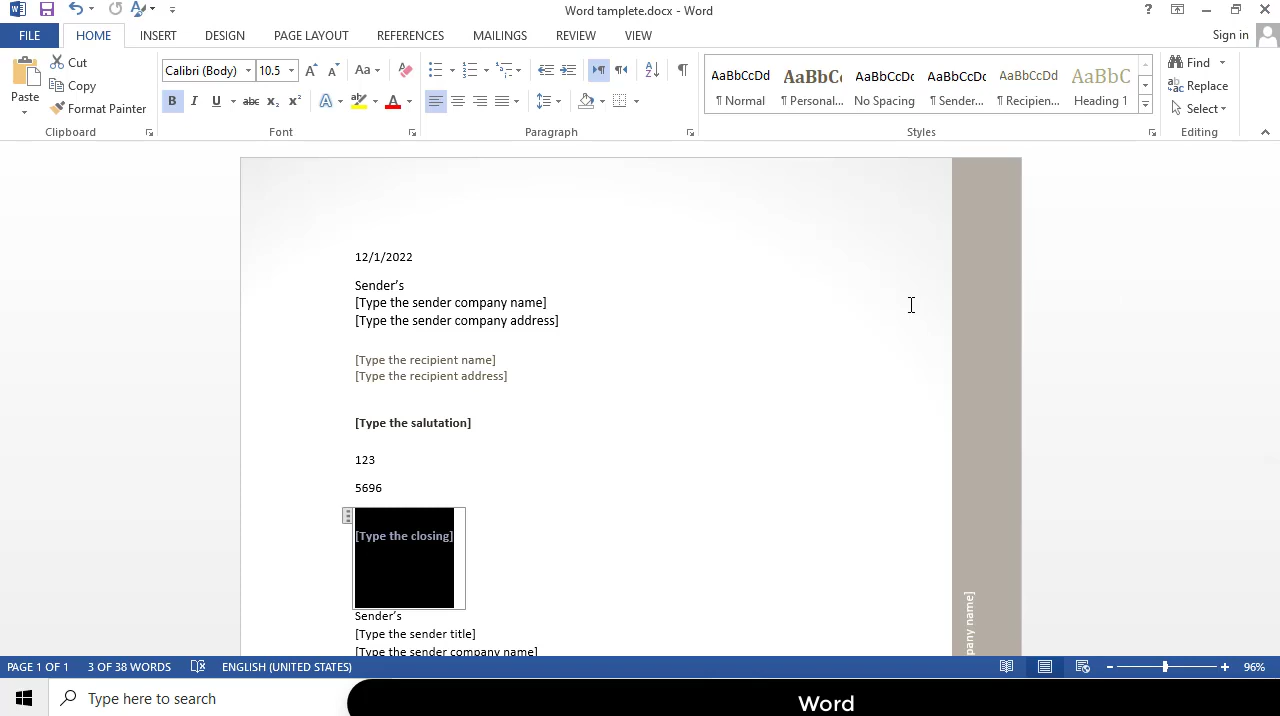 Word tamplete.docx - Word
Sign in
FILE HOME INSERT DESIGN PAGE LAYOUT REFERENCES MAILINGS REVIEW VIEW
Paste
Cut
Copy
Format Painter
Clipboard
Calibri (Body) 10.5
Font
Paragraph
AaBbCcDd AaBbC AaBbCcDc AaBbCcDc AaBbCcDd AaBbC
¶ Normal ¶ Personal... No Spacing ¶ Sender... ¶ Recipien... Heading 1
Styles
Find
Replace
Select
Editing
12/1/2022
Sender’s
[Type the sender company name]
[Type the sender company address]
[Type the recipient name]
[Type the recipient address]
[Type the salutation]
123
5696
[Type the closing]
Sender’s
[Type the sender title]
[Type the sender company name]
pany name]
PAGE 1 OF 1 3 OF 38 WORDS ENGLISH (UNITED STATES) 96%
Type here to search
Word